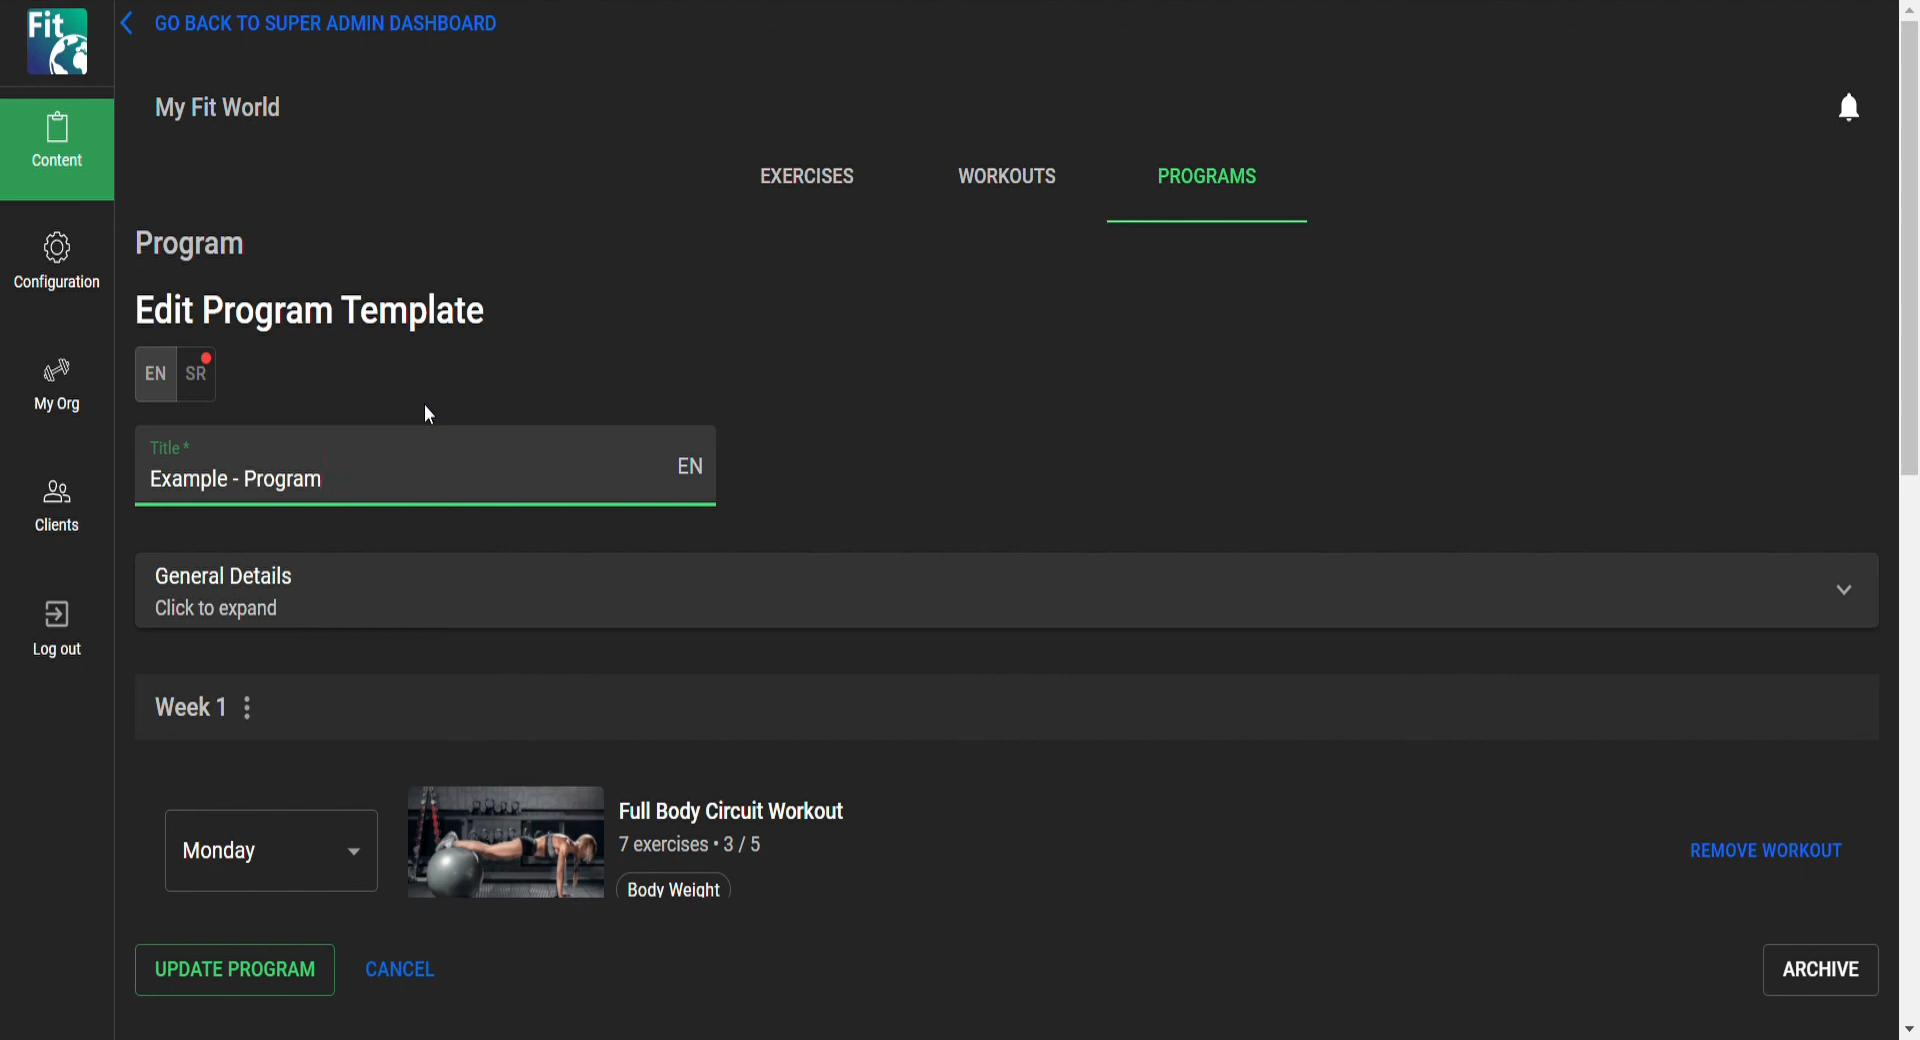 Fit
GO BACK TO SUPER ADMIN DASHBOARD
My Fit World
Content
EXERCISES
WORKOUTS
PROGRAMS
Program
Configuration
Edit Program Template
EN
SR
My Org
Title *
Example - Program
EN
Clients
General Details
Click to expand
Log out
Week 1
Monday
Full Body Circuit Workout
7 exercises • 3 / 5
Body Weight
REMOVE WORKOUT
UPDATE PROGRAM
CANCEL
ARCHIVE